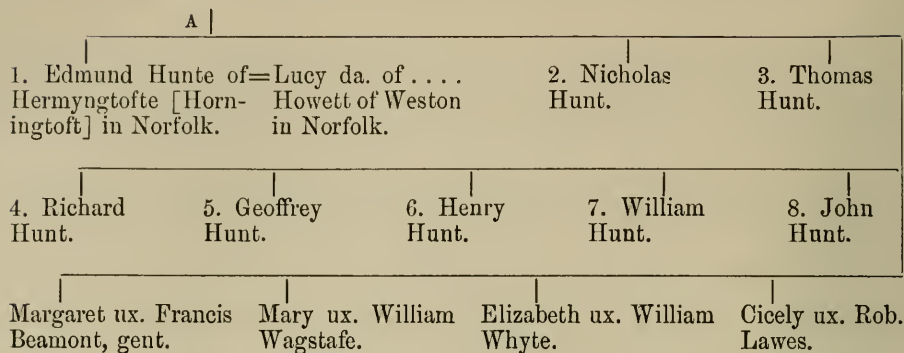 A
1. Edmund Hunte of=Lucy da. of . . . . 2. Nicholas 3. Thomas
Hermyngtofte [Horn- Howett of Weston Hunt. Hunt.
ingtoft] in Norfolk. in Norfolk.
4. Richard 5. Geoffrey 6. Henry 7. William 8. John
Hunt. Hunt. Hunt. Hunt. Hunt.
Margaret ux. Francis Mary ux. William Elizabeth ux. William Cicely ux. Rob.
Beamont, gent. Wagstafe. Whyte. Lawes.